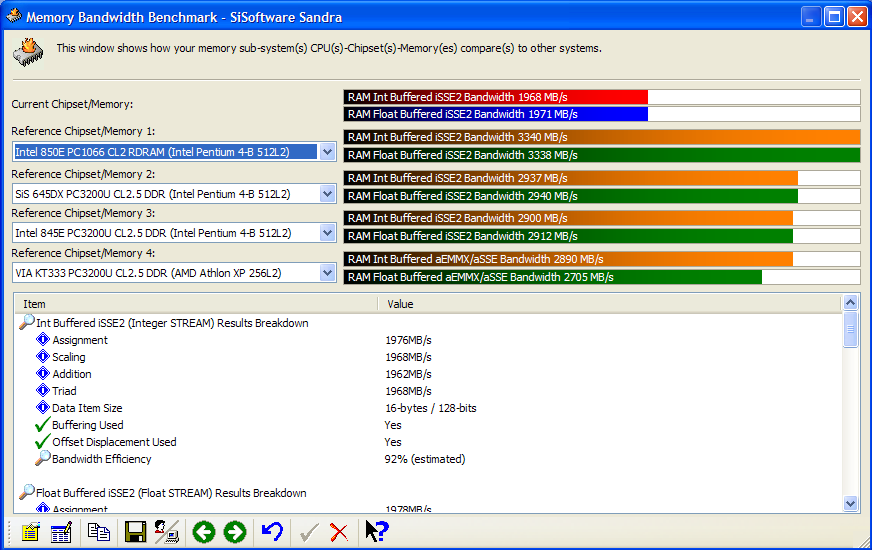 Memory Bandwidth Benchmark - SiSoftware Sandra
This window shows how your memory sub-system(s) CPU(s)-Chipset(s)-Memory(es) compare(s) to other systems.
Current Chipset/Memory:
RAM Int Buffered iSSE2 Bandwidth 1968 MB/s
RAM Float Buffered iSSE2 Bandwidth 1971 MB/s
Reference Chipset/Memory 1:
Intel 850E PC1066 CL2 RDRAM (Intel Pentium 4-B 512L2)
RAM Int Buffered iSSE2 Bandwidth 3340 MB/s
RAM Float Buffered iSSE2 Bandwidth 3338 MB/s
Reference Chipset/Memory 2:
SiS 645DX PC3200U CL2.5 DDR (Intel Pentium 4-B 512L2)
RAM Int Buffered iSSE2 Bandwidth 2937 MB/s
RAM Float Buffered iSSE2 Bandwidth 2940 MB/s
Reference Chipset/Memory 3:
Intel 845E PC3200U CL2.5 DDR (Intel Pentium 4-B 512L2)
RAM Int Buffered iSSE2 Bandwidth 2900 MB/s
RAM Float Buffered iSSE2 Bandwidth 2912 MB/s
Reference Chipset/Memory 4:
VIA KT333 PC3200U CL2.5 DDR (AMD Athlon XP 256L2)
RAM Int Buffered aEMMX/aSSE Bandwidth 2890 MB/s
RAM Float Buffered aEMMX/aSSE Bandwidth 2705 MB/s
Item Value
Int Buffered iSSE2 (Integer STREAM) Results Breakdown
Assignment 1976MB/s
Scaling 1968MB/s
Addition 1962MB/s
Triad 1968MB/s
Data Item Size 16-bytes / 128-bits
Buffering Used Yes
Offset Displacement Used Yes
Bandwidth Efficiency 92% (estimated)
Float Buffered iSSE2 (Float STREAM) Results Breakdown
Assignment 1978MB/s